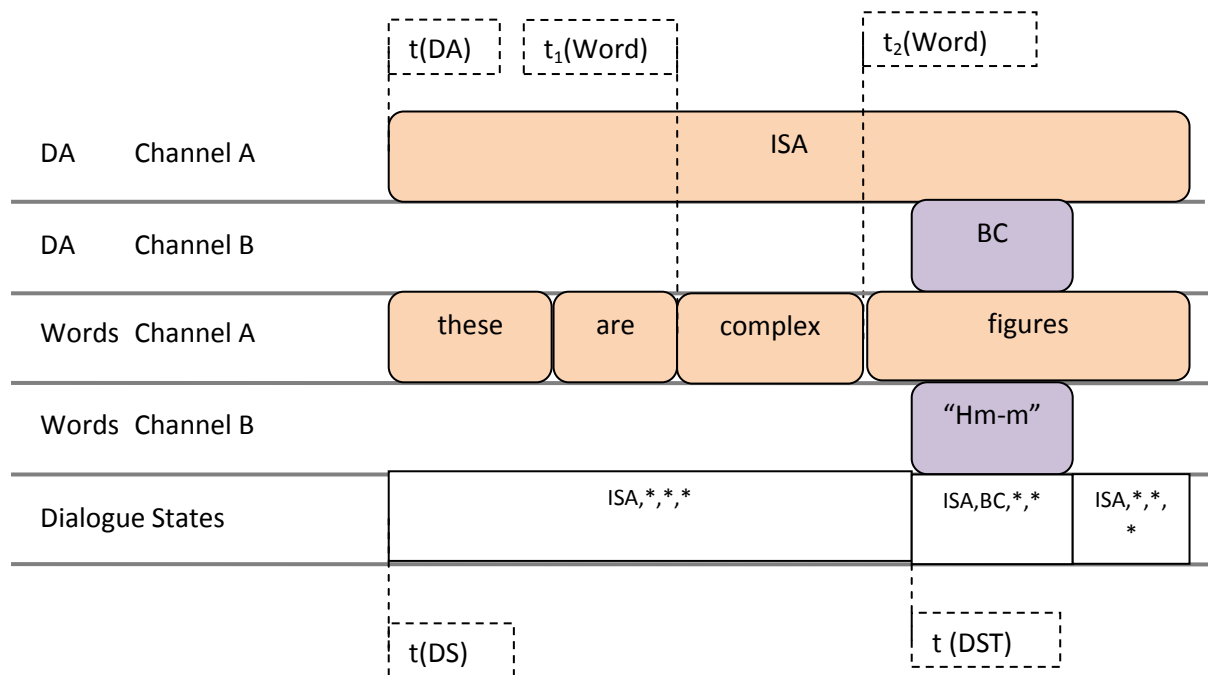 t(DA)
t₁(Word)
t₂(Word)
DA Channel A
ISA
DA Channel B
BC
Words Channel A
these
are
complex
figures
Words Channel B
“Hm-m”
Dialogue States
ISA,*,*,*
ISA,BC,*,*
ISA,*,*,
*
t(DS)
t (DST)